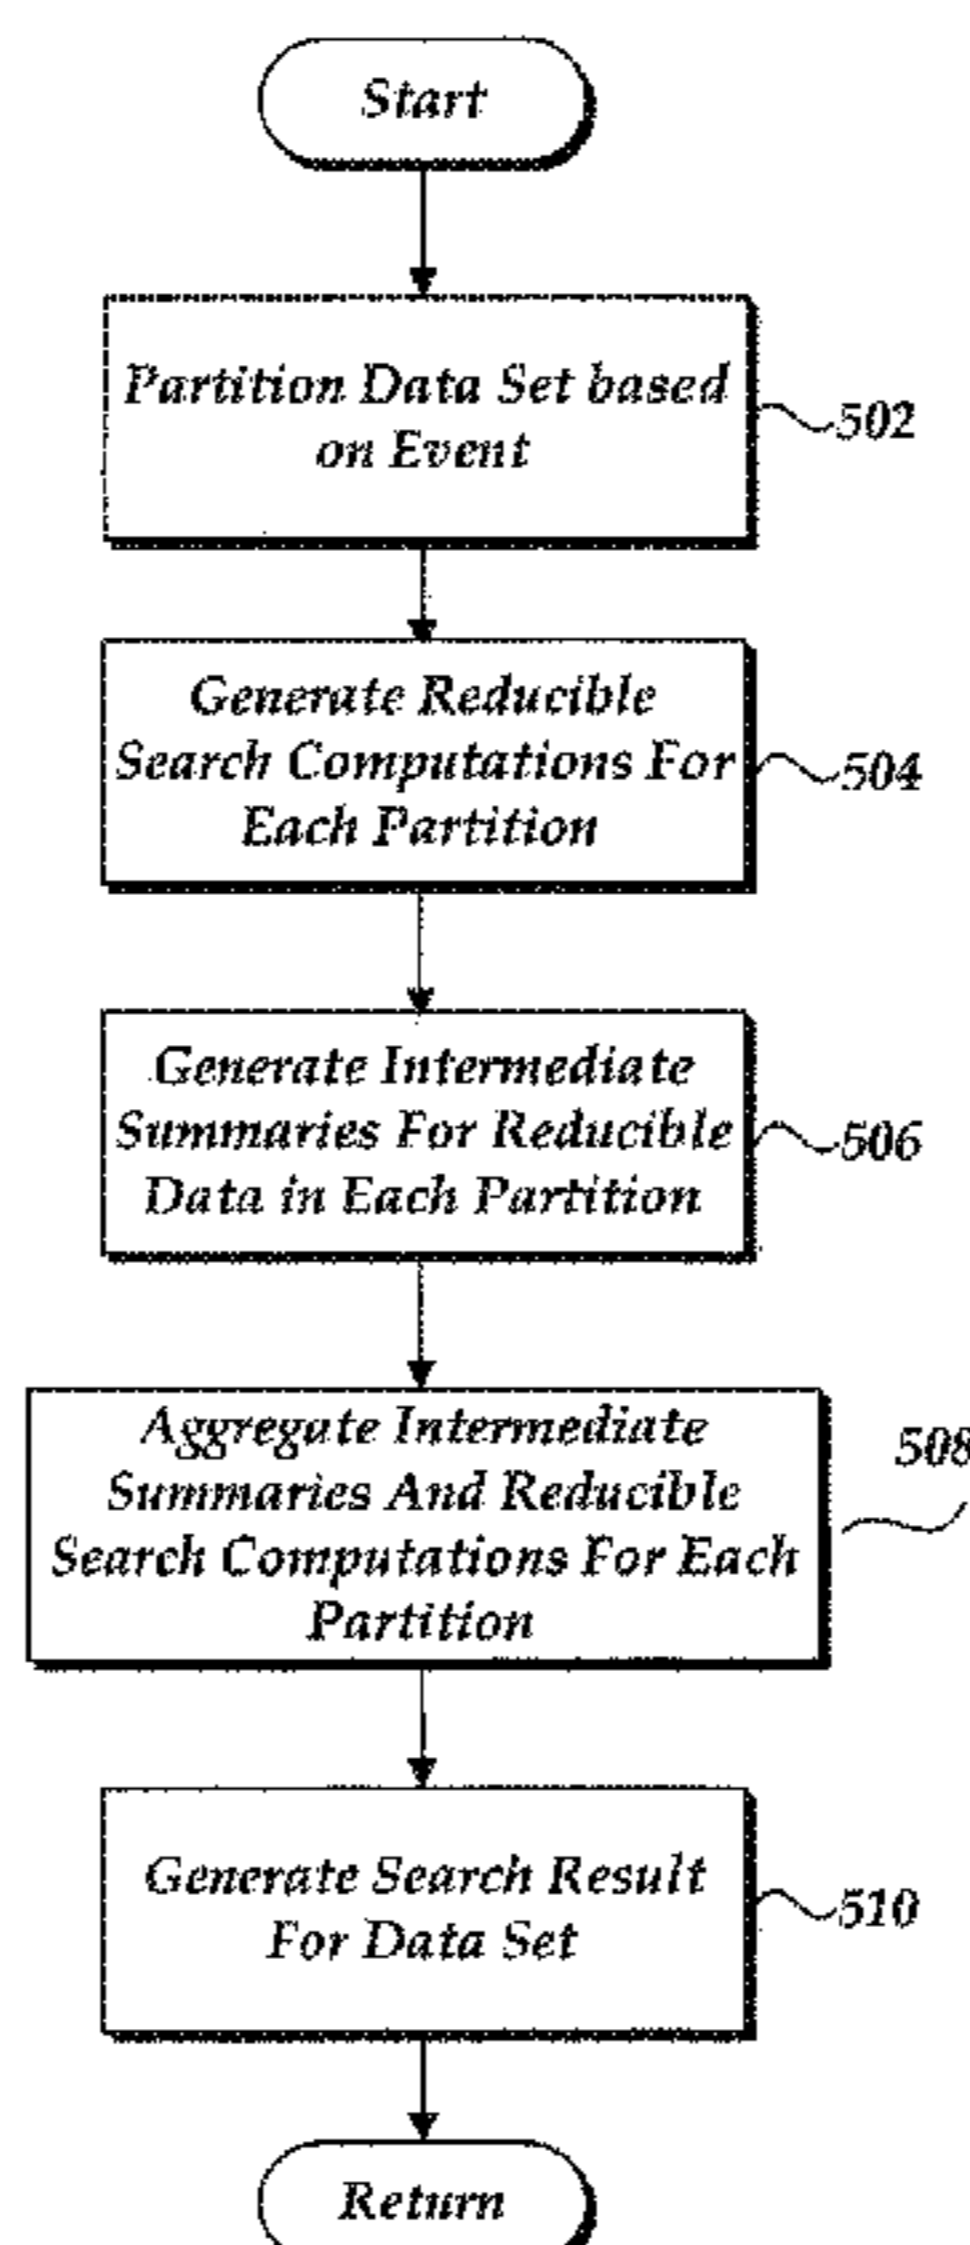 Start
Partition Data Set based
on Event
502
Generate Reducible
Search Computations For
Each Partition
504
Generate Intermediate
Summaries For Reducible
Data in Each Partition
506
Aggregate Intermediate
Summaries And Reducible
Search Computations For Each
Partition
508
Generate Search Result
For Data Set
510
Return